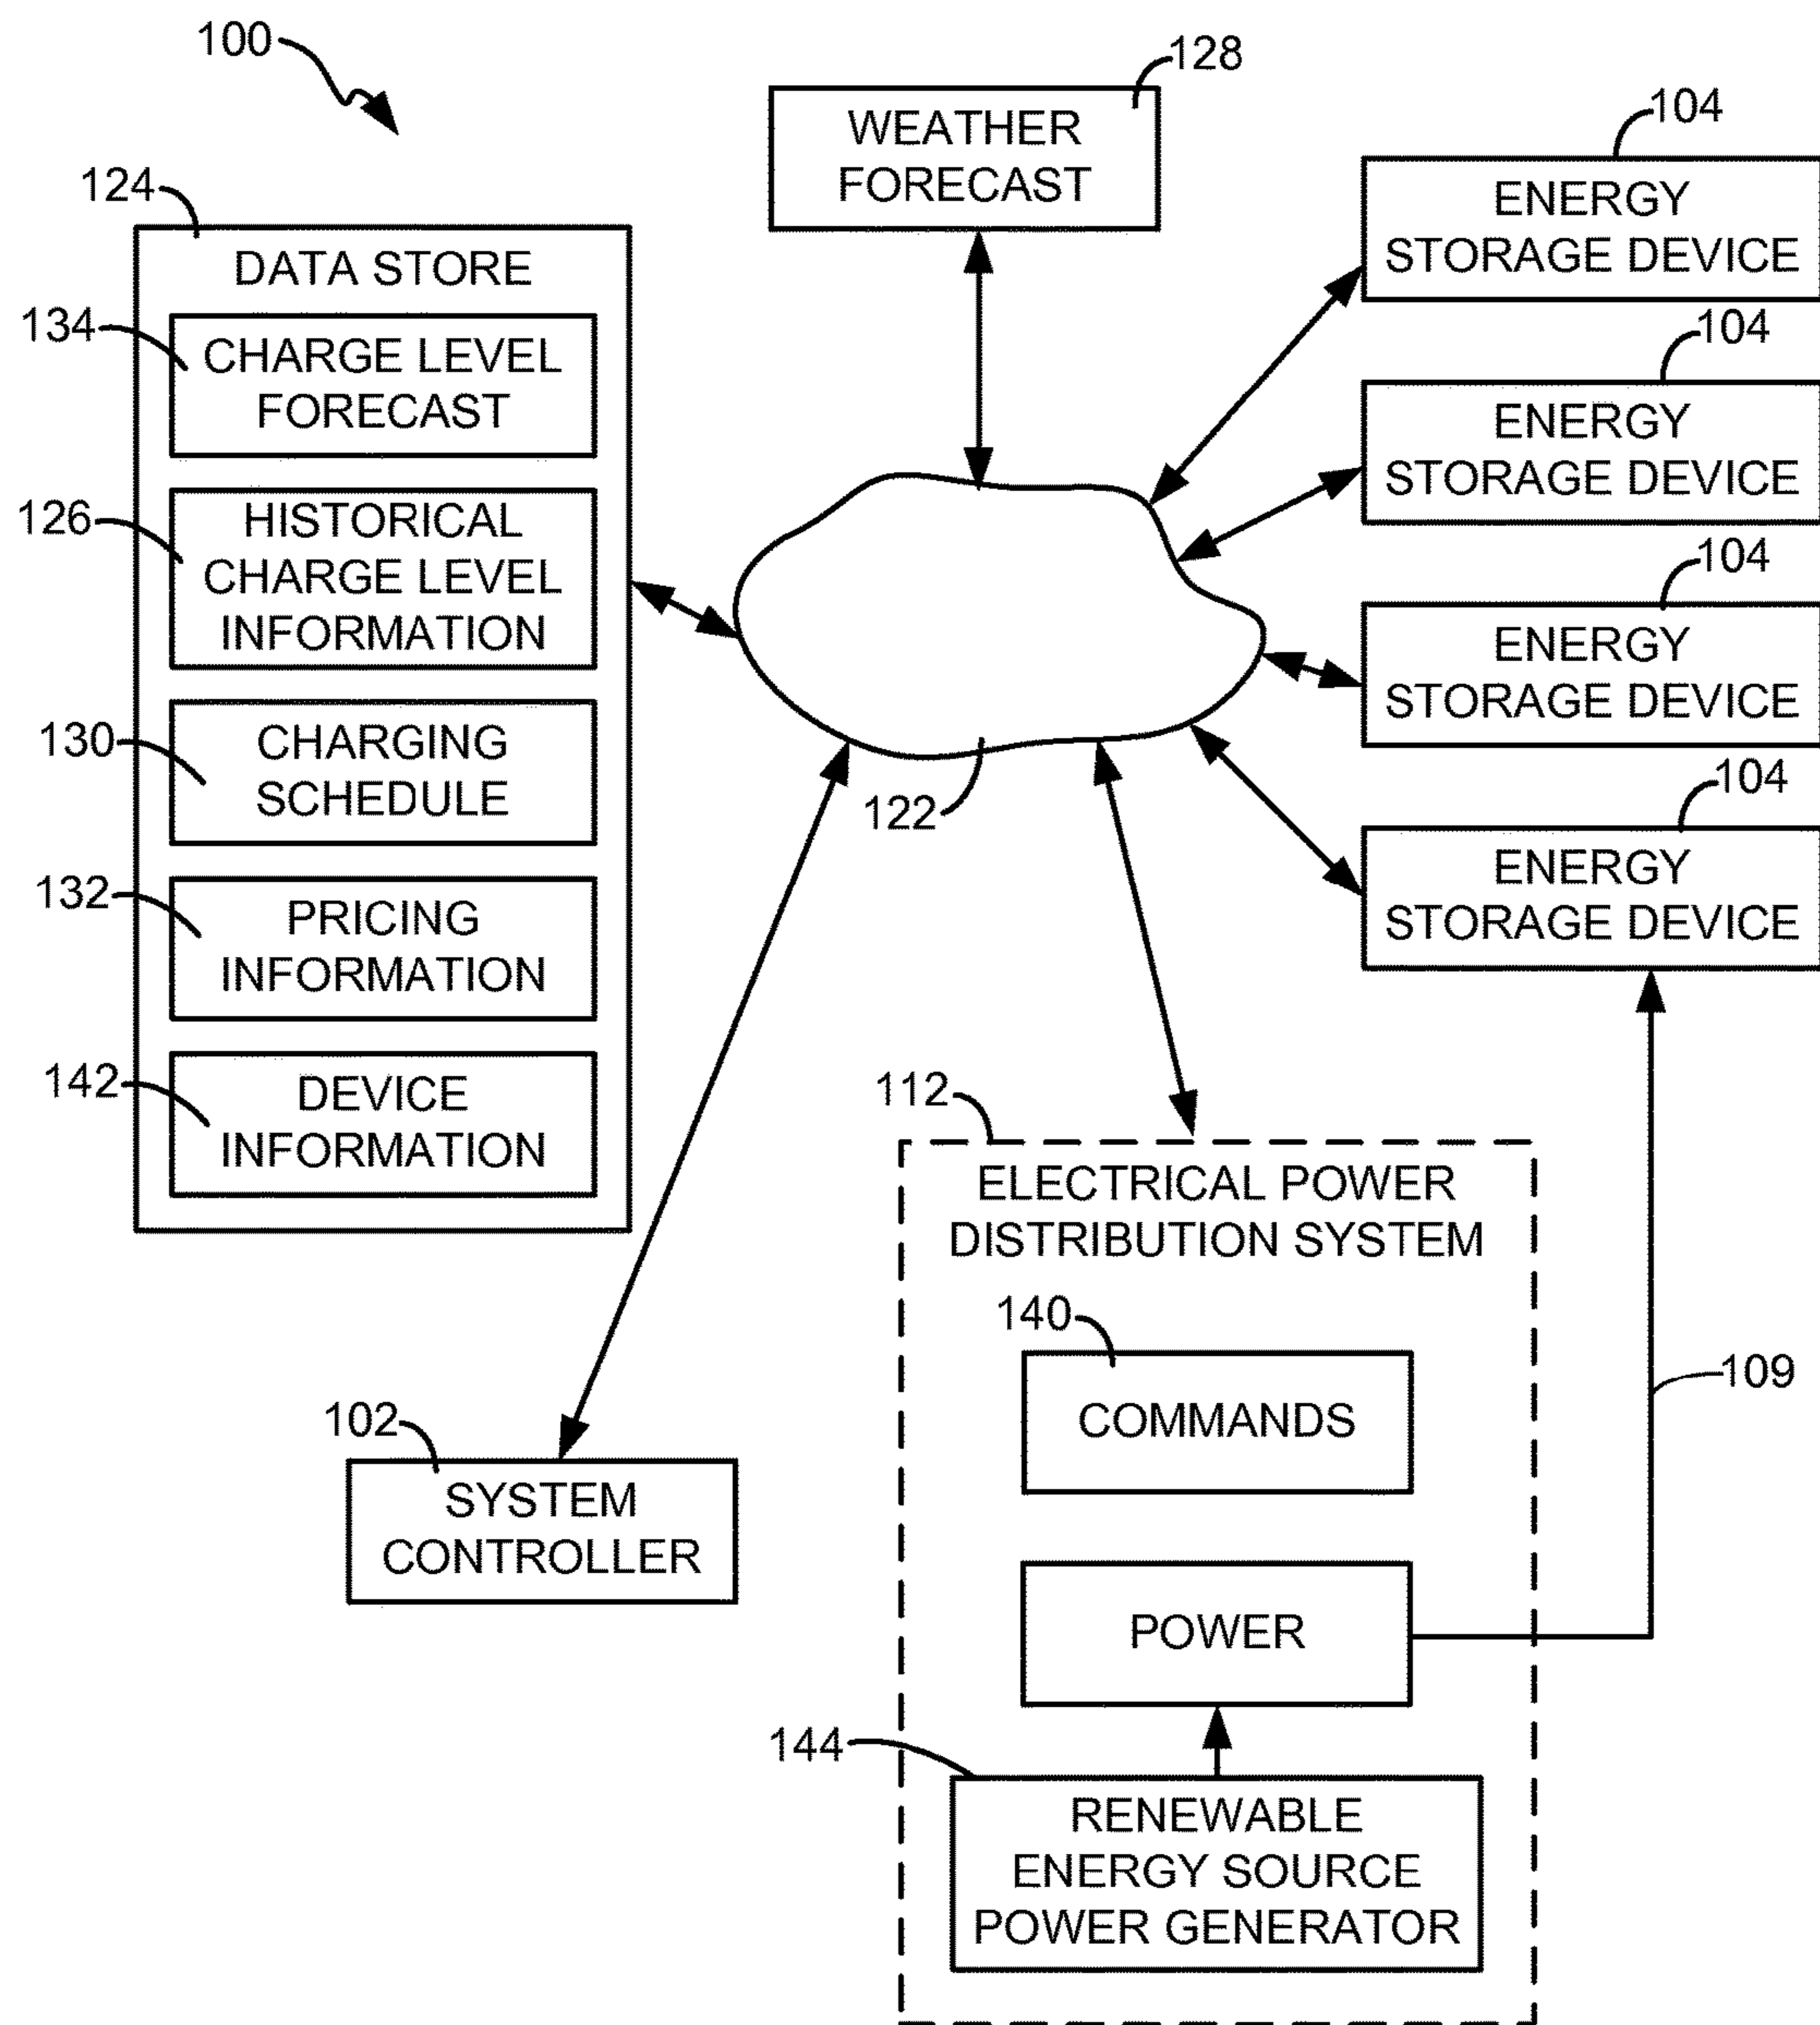 100
128
WEATHER
FORECAST
104
ENERGY
STORAGE DEVICE
124
DATA STORE
134
CHARGE LEVEL
FORECAST
104
ENERGY
STORAGE DEVICE
126
HISTORICAL
CHARGE LEVEL
INFORMATION
104
ENERGY
STORAGE DEVICE
130
CHARGING
SCHEDULE
122
104
ENERGY
STORAGE DEVICE
132
PRICING
INFORMATION
142
DEVICE
INFORMATION
112
ELECTRICAL POWER
DISTRIBUTION SYSTEM
140
COMMANDS
109
102
SYSTEM
CONTROLLER
POWER
144
RENEWABLE
ENERGY SOURCE
POWER GENERATOR